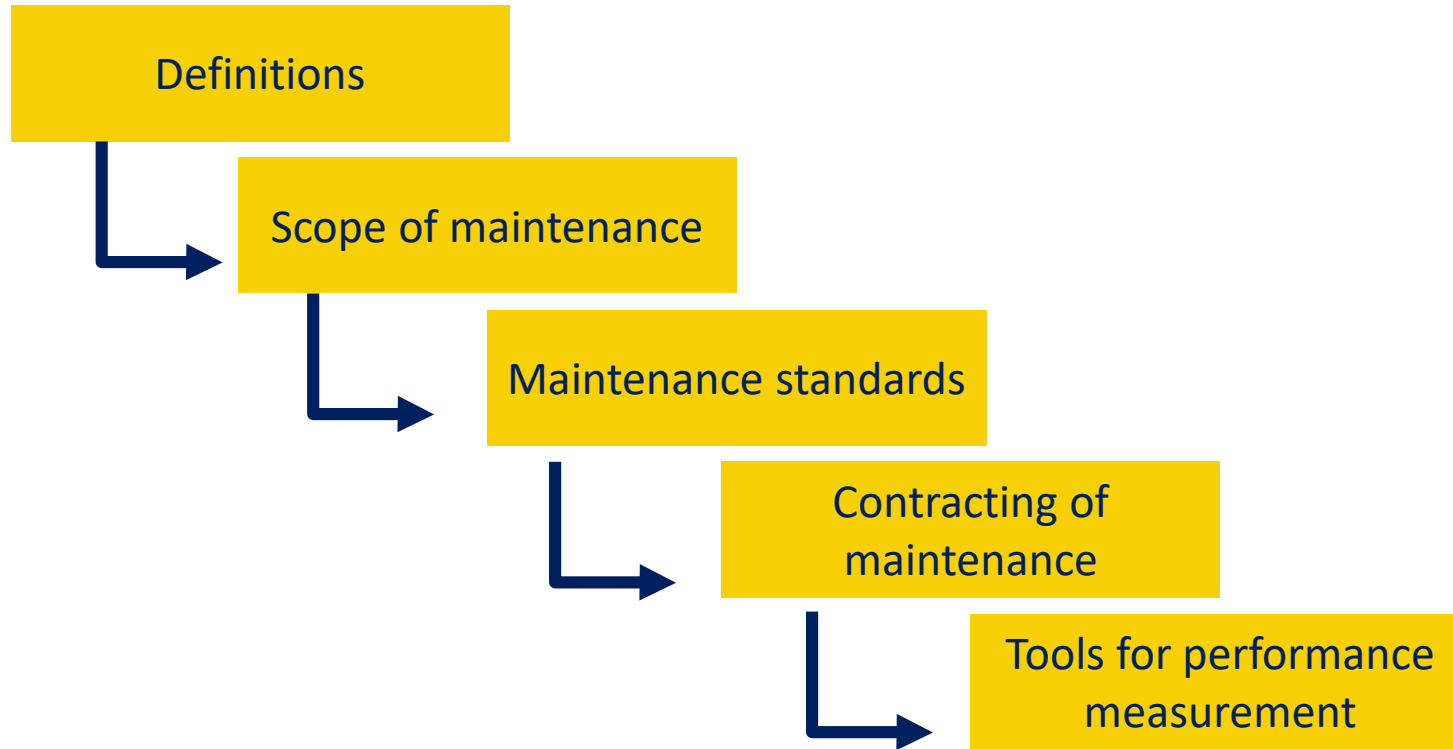 Definitions
Scope of maintenance
Maintenance standards
Contracting of
maintenance
Tools for performance
measurement